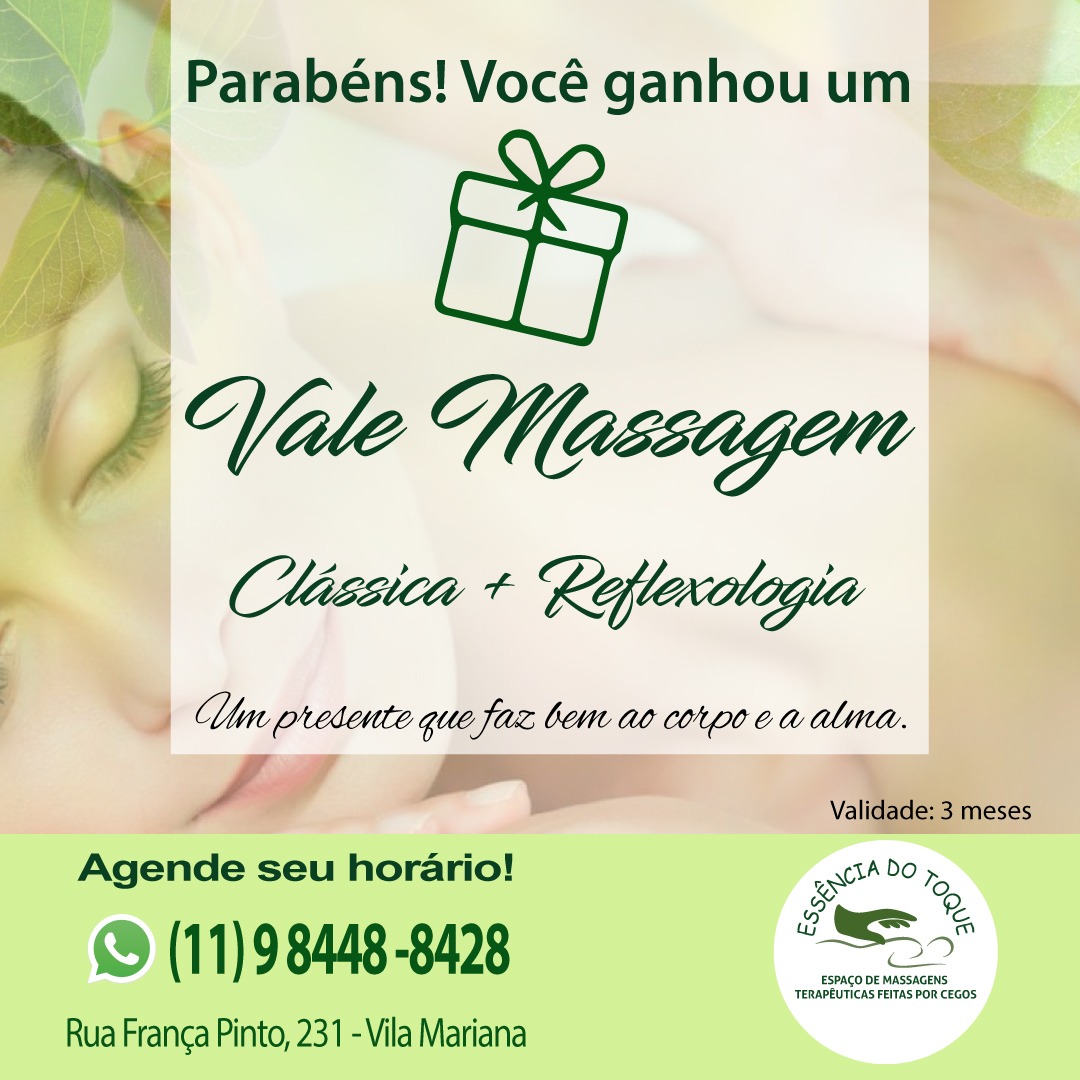 Parabéns! Você ganhou um
Vale Massagem
Clássica + Reflexologia
Um presente que faz bem ao corpo e a alma.
Validade: 3 meses
Agende seu horário!
(11) 9 8448-8428
Rua França Pinto, 231 - Vila Mariana
ESSÊNCIA DO TOQUE
ESPAÇO DE MASSAGENS
TERAPÊUTICAS FEITAS POR CEGOS